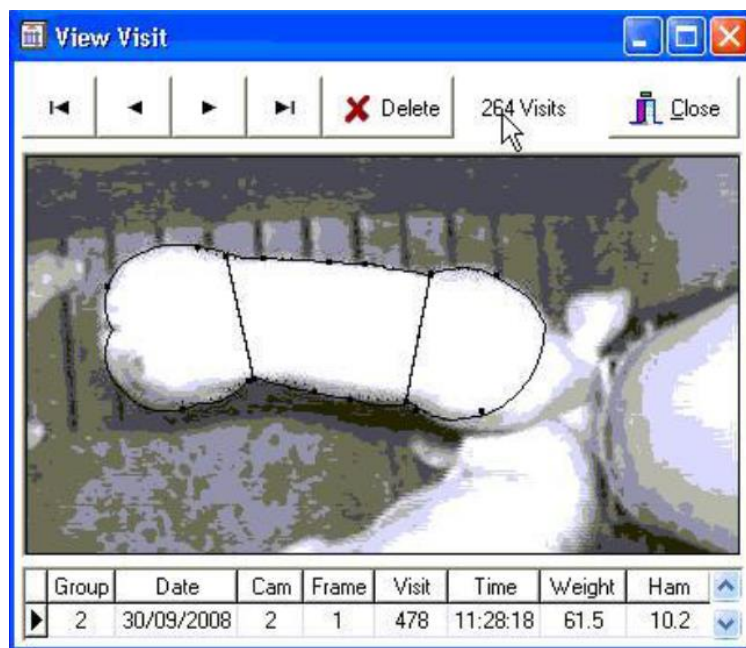 View Visit
Delete 264 Visits Close
Group Date Cam Frame Visit Time Weight Ham
2 30/09/2008 2 1 478 11:28:18 61.5 10.2